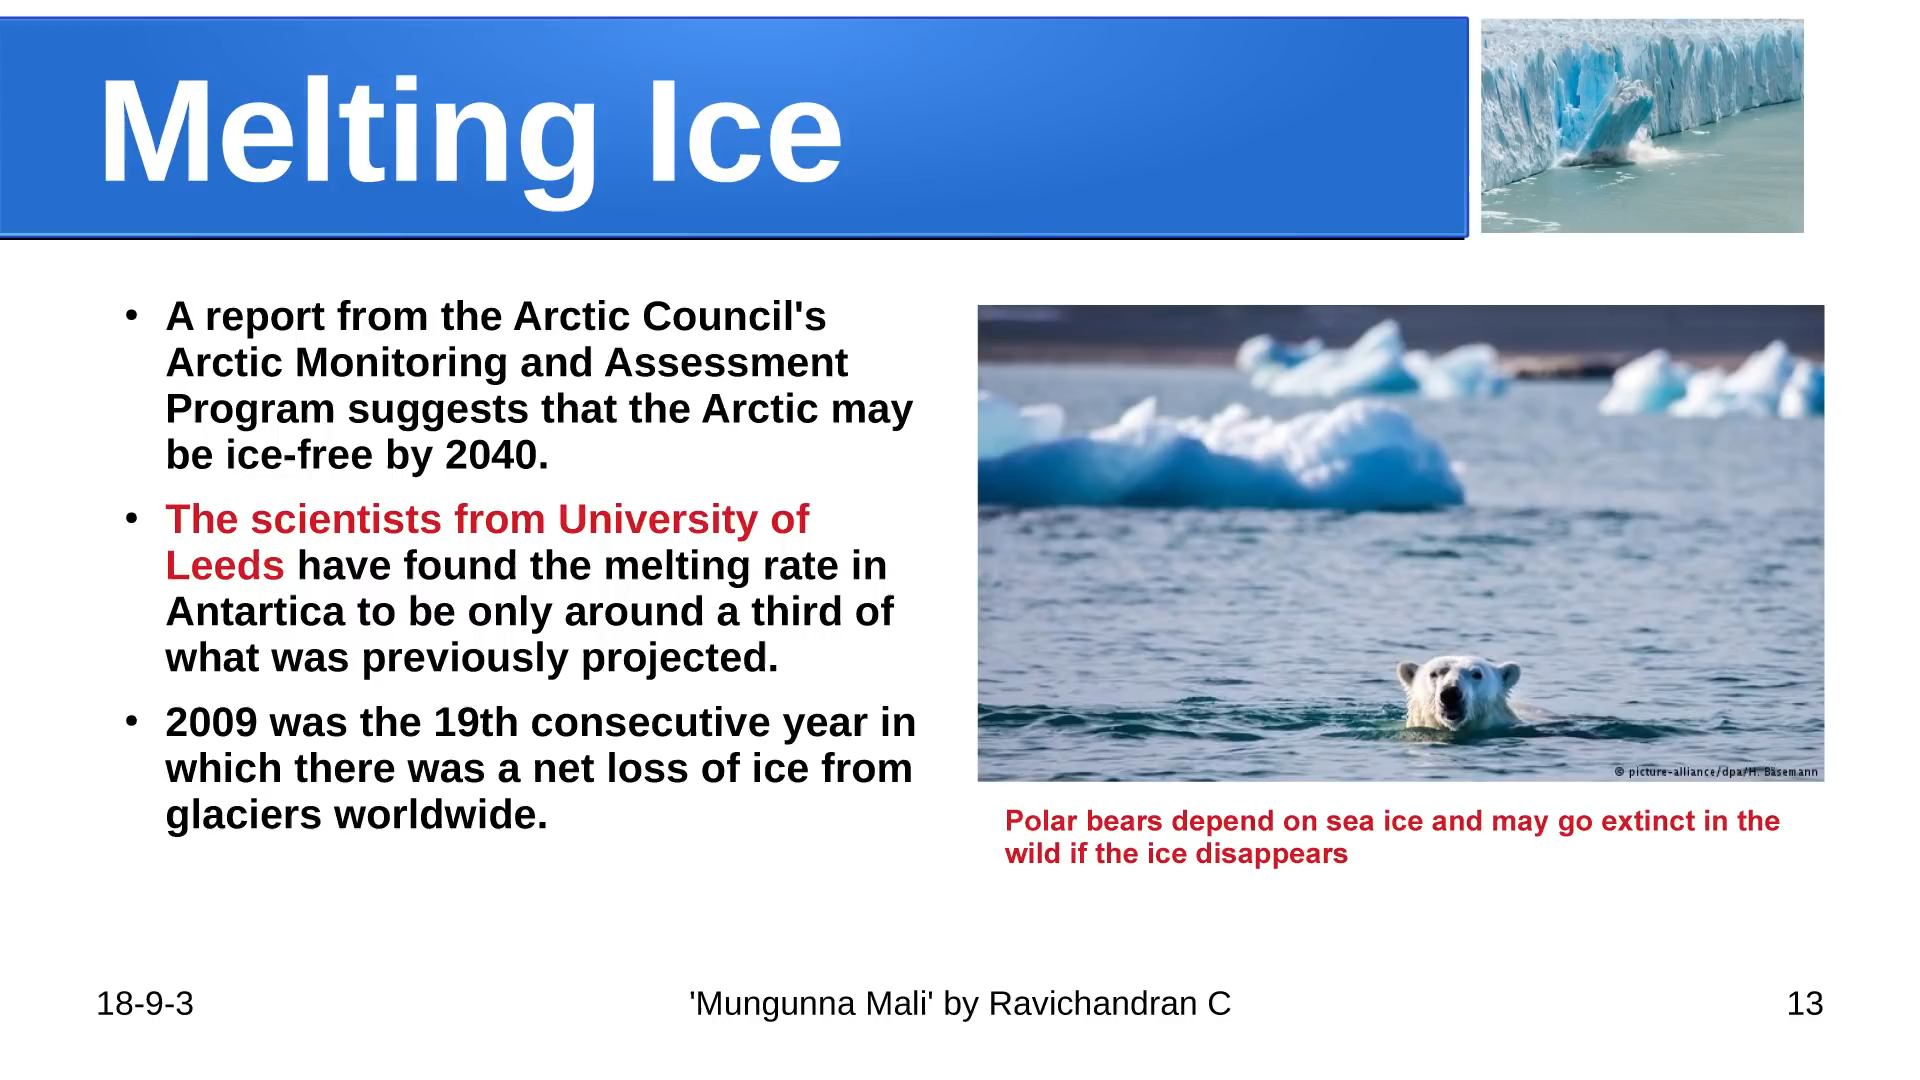 Melting Ice
• A report from the Arctic Council's
Arctic Monitoring and Assessment
Program suggests that the Arctic may
be ice-free by 2040.
• The scientists from University of
Leeds have found the melting rate in
Antartica to be only around a third of
what was previously projected.
• 2009 was the 19th consecutive year in
which there was a net loss of ice from
glaciers worldwide.
© picture-alliance/dpa/H. Bäsemann
Polar bears depend on sea ice and may go extinct in the
wild if the ice disappears
18-9-3
'Mungunna Mali' by Ravichandran C
13